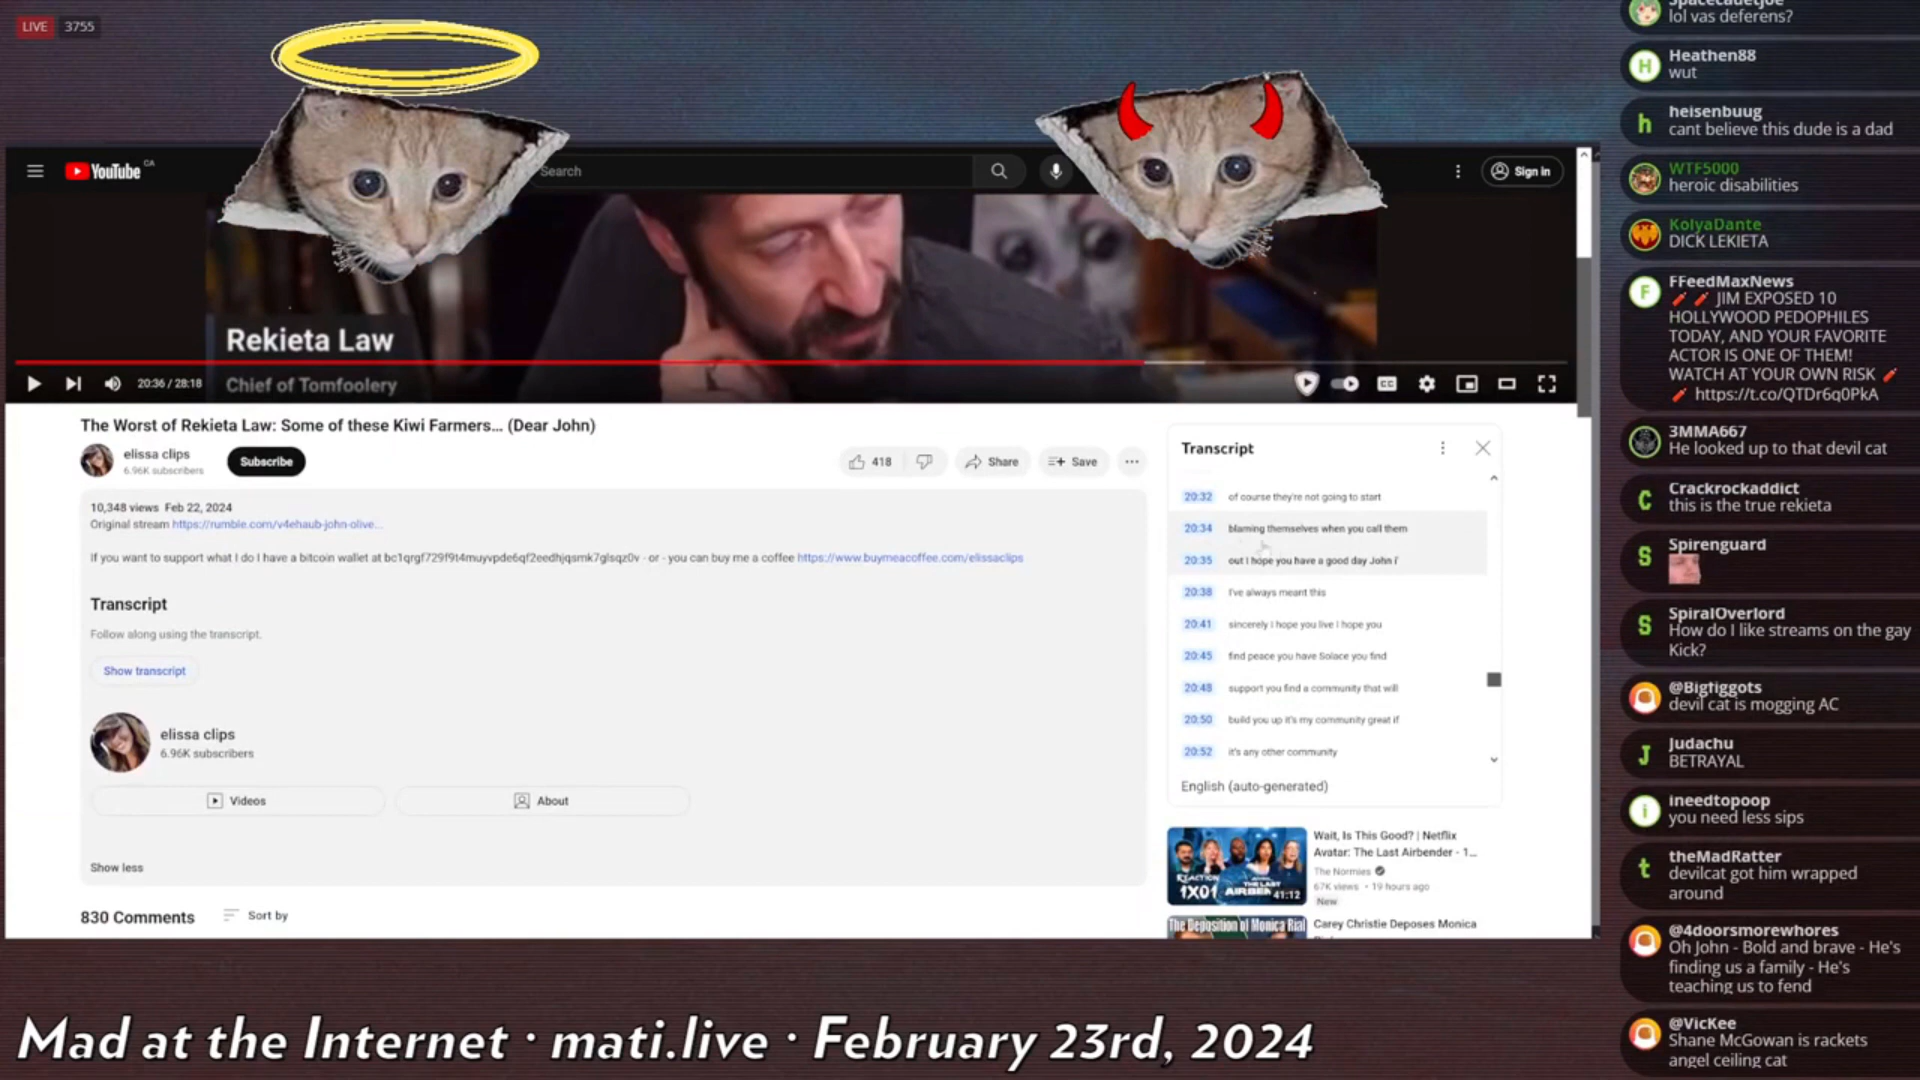 LIVE 3755
YouTube CA
Search
Sign in
Rekieta Law
Chief of Tomfoolery
20:36 / 28:18
CC
The Worst of Rekieta Law: Some of these Kiwi Farmers... (Dear John)
elissa clips
6.96K subscribers
Subscribe
418
Share
Save
10,348 views Feb 22, 2024
Original stream https://rumble.com/v4ehaub-john-olive...
If you want to support what I do I have a bitcoin wallet at bc1qrgf729f9t4muyvpde6qf2eedhjqsmk7glsqz0v - or - you can buy me a coffee https://www.buymeacoffee.com/elissaclips
Transcript
Follow along using the transcript.
Show transcript
elissa clips
6.96K subscribers
Videos
About
Show less
830 Comments
Sort by
Transcript
20:32 of course they're not going to start
20:34 blaming themselves when you call them
20:35 out I hope you have a good day John I'
20:38 I've always meant this
20:41 sincerely I hope you live I hope you
20:45 find peace you have Solace you find
20:48 support you find a community that will
20:50 build you up it's my community great if
20:52 it's any other community
English (auto-generated)
REACTION
1X01
THE LAST
41:12
Wait, Is This Good? | Netflix
Avatar: The Last Airbender - 1...
The Normies
67K views • 19 hours ago
New
The Deposition of Monica Rial
Carey Christie Deposes Monica
Spacecadetjoe
lol vas deferens?
H
Heathen88
wut
h
heisenbuug
cant believe this dude is a dad
WTF5000
heroic disabilities
KolyaDante
DICK LEKIETA
F
FFeedMaxNews
JIM EXPOSED 10
HOLLYWOOD PEDOPHILES
TODAY, AND YOUR FAVORITE
ACTOR IS ONE OF THEM!
WATCH AT YOUR OWN RISK
https://t.co/QTDr6q0PkA
3MMA667
He looked up to that devil cat
C
Crackrockaddict
this is the true rekieta
S
Spirenguard
S
SpiralOverlord
How do I like streams on the gay
Kick?
@Bigfiggots
devil cat is mogging AC
J
Judachu
BETRAYAL
i
ineedtopoop
you need less sips
t
theMadRatter
devilcat got him wrapped
around
@4doorsmorewhores
Oh John - Bold and brave - He's
finding us a family - He's
teaching us to fend
@VicKee
Shane McGowan is rackets
angel ceiling cat
Mad at the Internet · mati.live · February 23rd, 2024